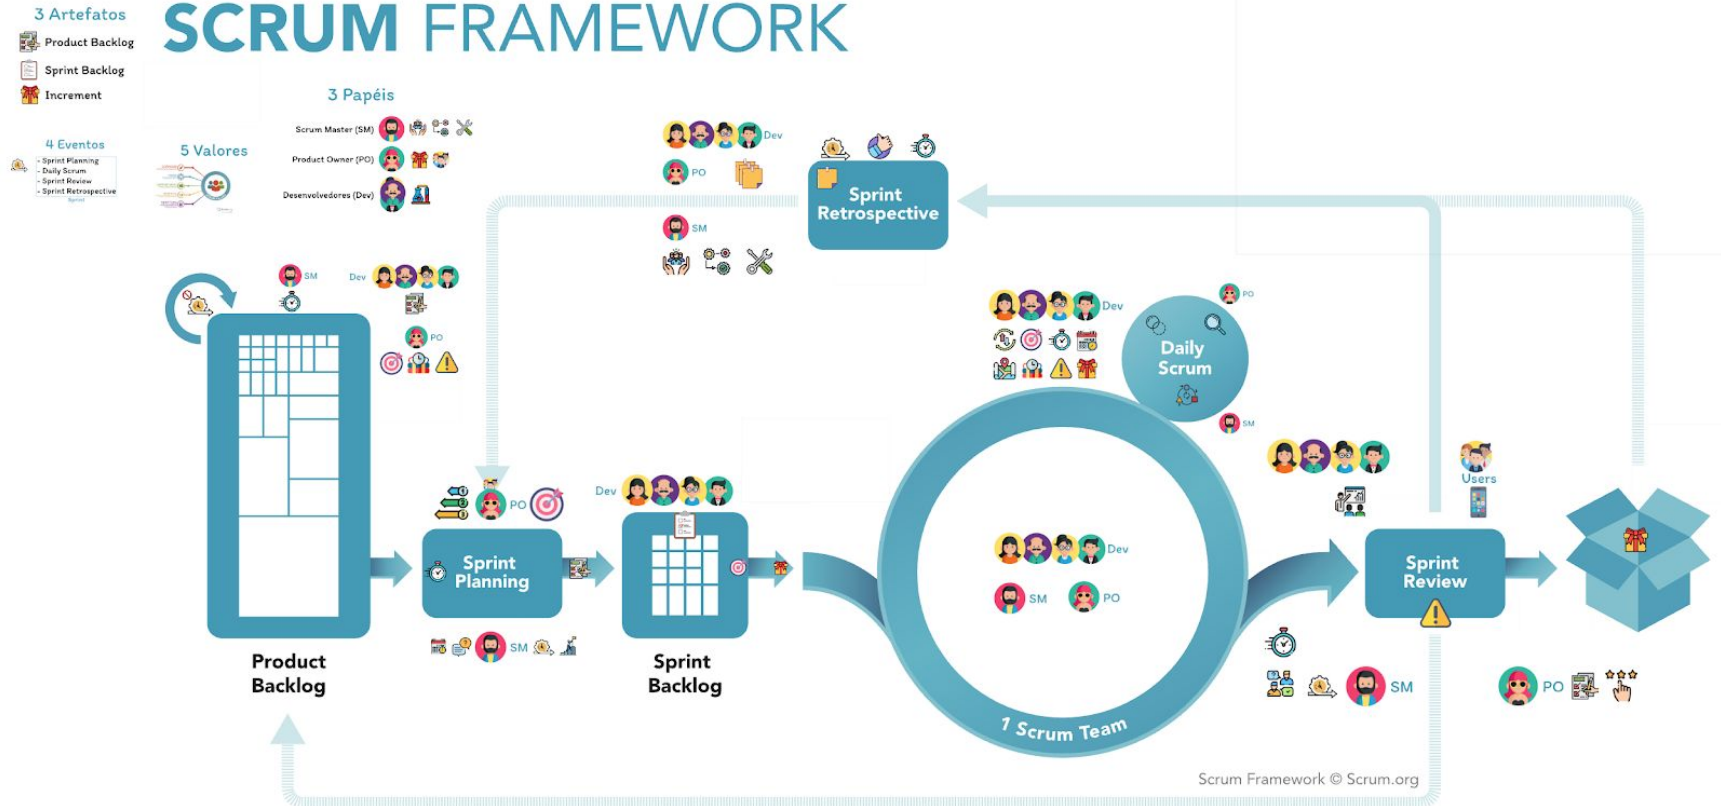 3 Artefatos
Product Backlog
Sprint Backlog
Increment
SCRUM FRAMEWORK
3 Papéis
Scrum Master (SM)
Product Owner (PO)
Desenvolvedores (Dev)
4 Eventos
- Sprint Planning
- Daily Scrum
- Sprint Review
- Sprint Retrospective
Sprint
5 Valores
Dev
PO
SM
Sprint
Retrospective
SM
Dev
PO
Product
Backlog
PO
Sprint
Planning
SM
Dev
Sprint
Backlog
Dev
PO
Daily
Scrum
SM
Dev
SM
PO
1 Scrum Team
Users
Sprint
Review
SM
PO
Scrum Framework © Scrum.org